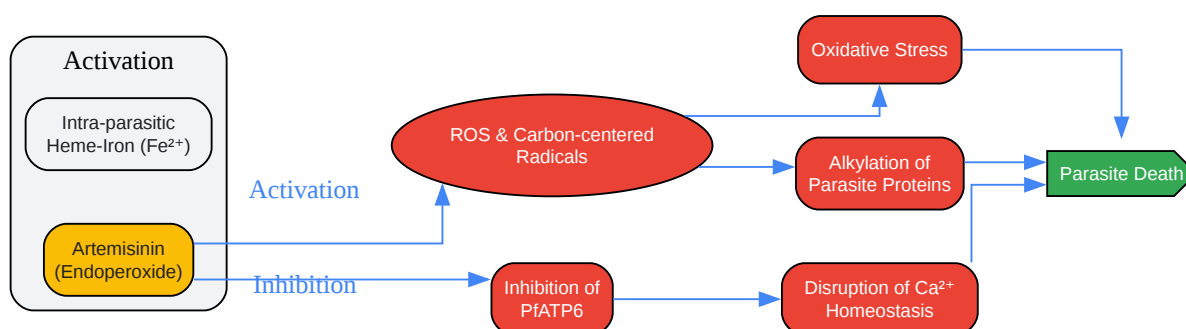 Activation
Intra-parasitic
Heme-Iron (Fe²⁺)
Artemisinin
(Endoperoxide)
Activation
Inhibition
ROS & Carbon-centered
Radicals
Inhibition of
PfATP6
Oxidative Stress
Alkylation of
Parasite Proteins
Disruption of Ca²⁺
Homeostasis
Parasite Death